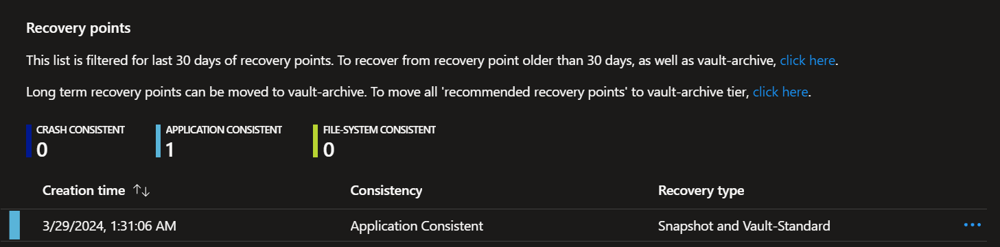 Recovery points
This list is filtered for last 30 days of recovery points. To recover from recovery point older than 30 days, as well as vault-archive, click here.
Long term recovery points can be moved to vault-archive. To move all 'recommended recovery points' to vault-archive tier, click here.
CRASH CONSISTENT APPLICATION CONSISTENT FILE-SYSTEM CONSISTENT
0 1 0
Creation time ↑↓ Consistency Recovery type
3/29/2024, 1:31:06 AM Application Consistent Snapshot and Vault-Standard ...